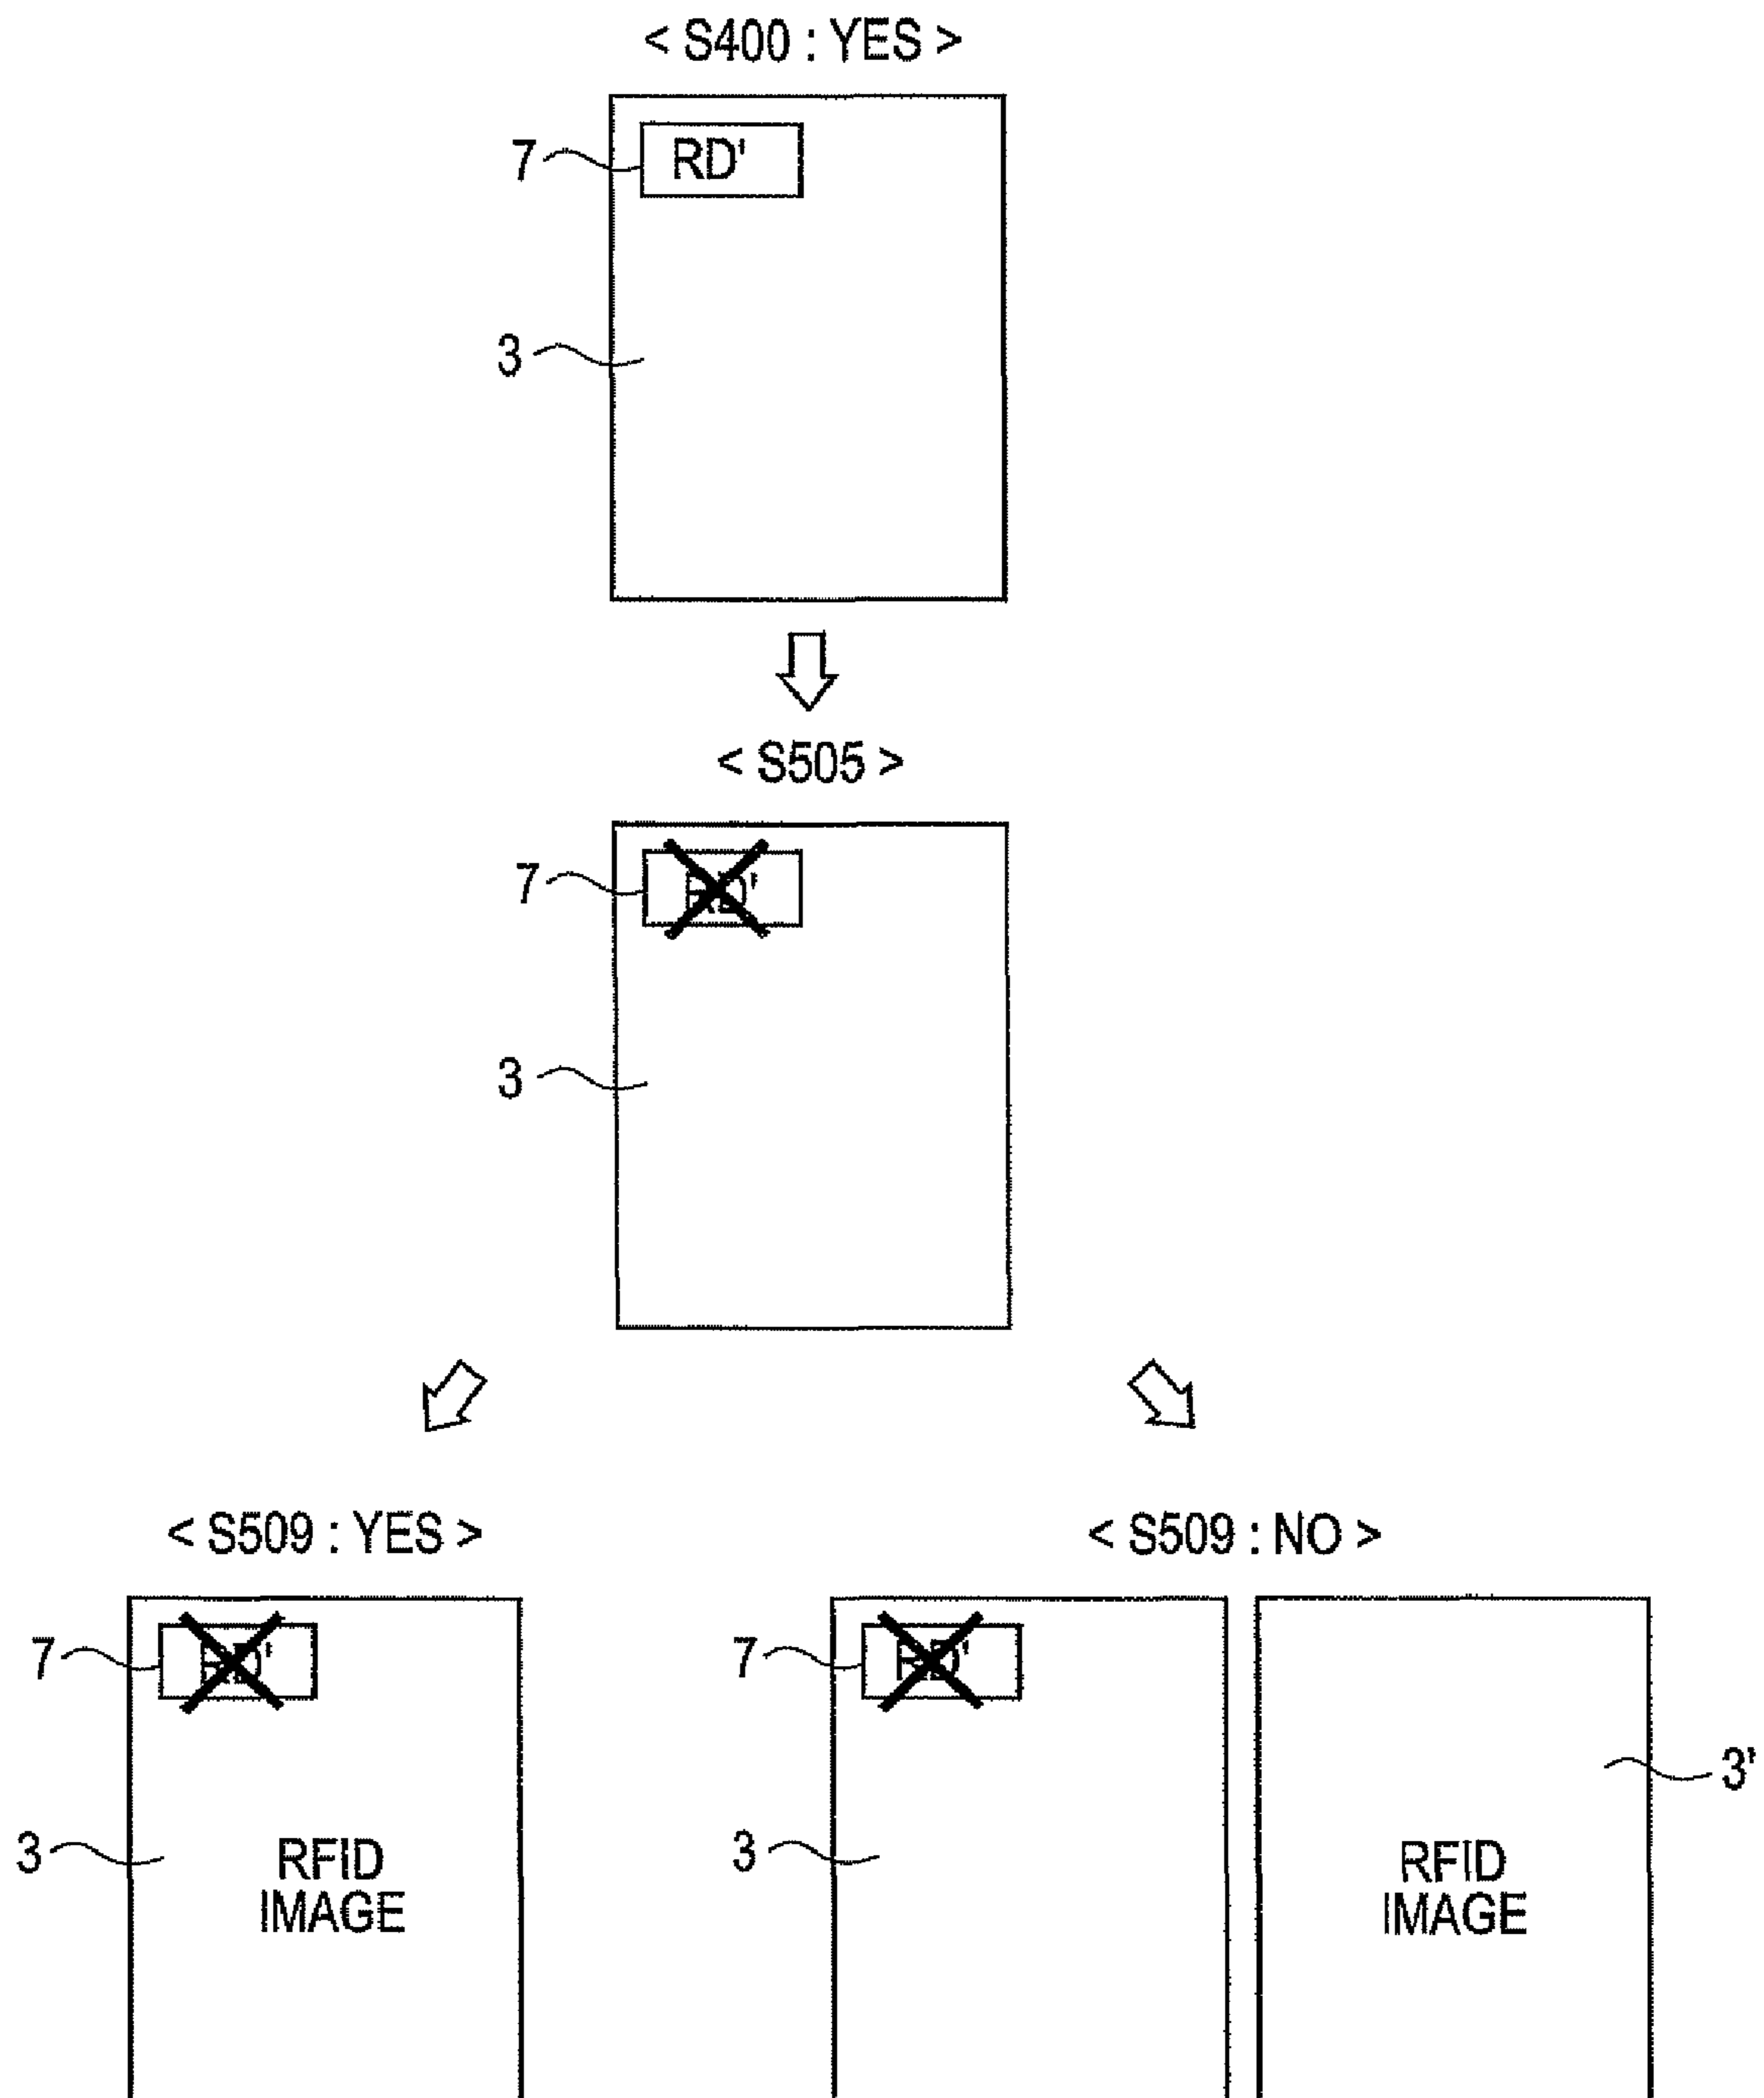 < S400 : YES >
7
RD'
3
< S505 >
7
RD'
3
< S509 : YES >
< S509 : NO >
7
RD'
7
RD'
3'
3
RFID
IMAGE
3
RFID
IMAGE